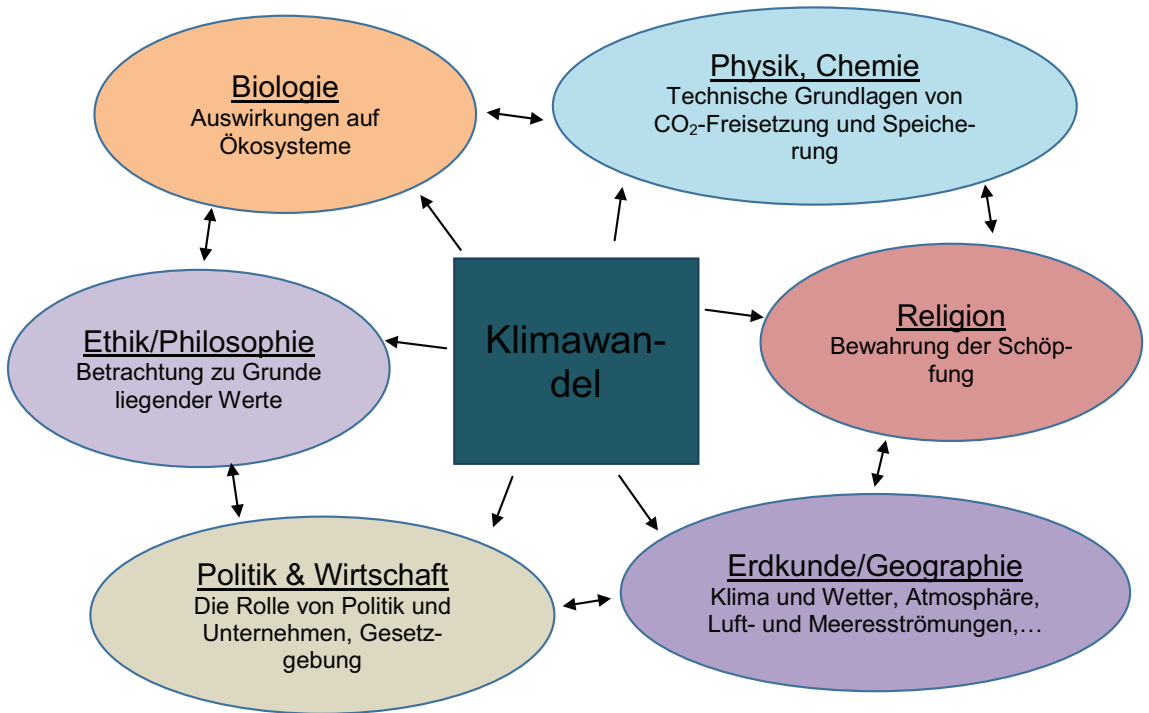 Biologie
Auswirkungen auf
Ökosysteme
Physik, Chemie
Technische Grundlagen von
CO₂-Freisetzung und Speiche-
rung
Ethik/Philosophie
Betrachtung zu Grunde
liegender Werte
Klimawan-
del
Religion
Bewahrung der Schöp-
fung
Politik & Wirtschaft
Die Rolle von Politik und
Unternehmen, Gesetz-
gebung
Erdkunde/Geographie
Klima und Wetter, Atmosphäre,
Luft- und Meeresströmungen,…